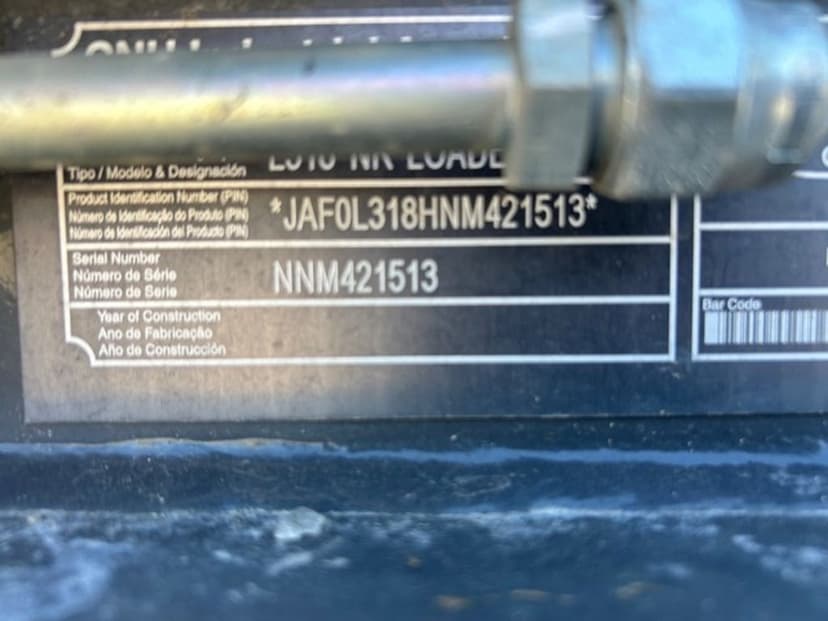 Tipo / Modelo & Designación
Product Identification Number (PIN)
Número de Identificação do Produto (PIN)
Número de Identificación del Producto (PIN)
*JAF0L318HNM421513*
Serial Number
Número de Série
Número de Serie
NNM421513
Year of Construction
Ano de Fabricação
Año de Construcción
Bar Code